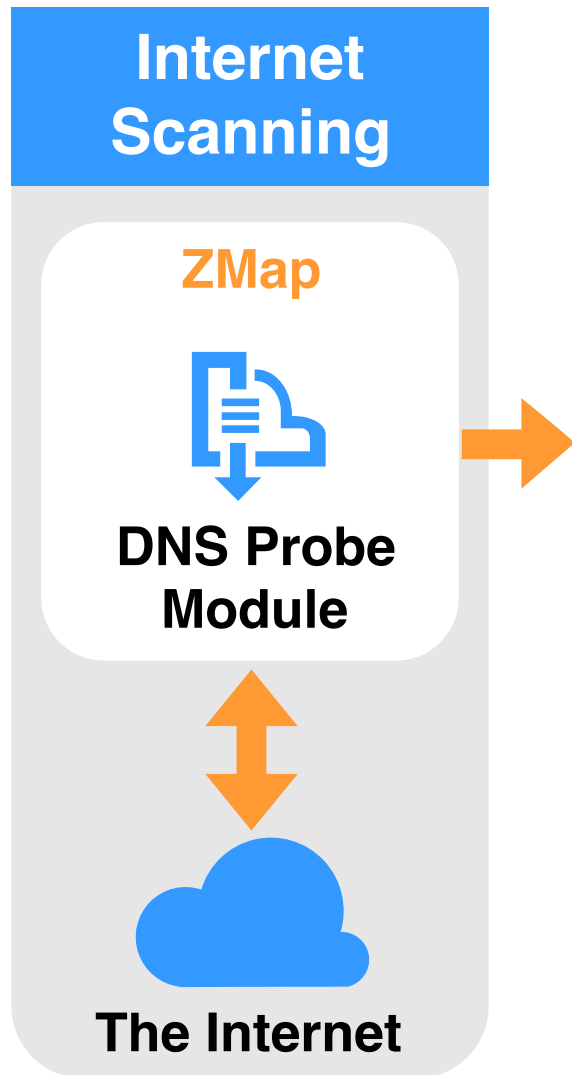 Internet
Scanning
ZMap
DNS Probe
Module
The Internet